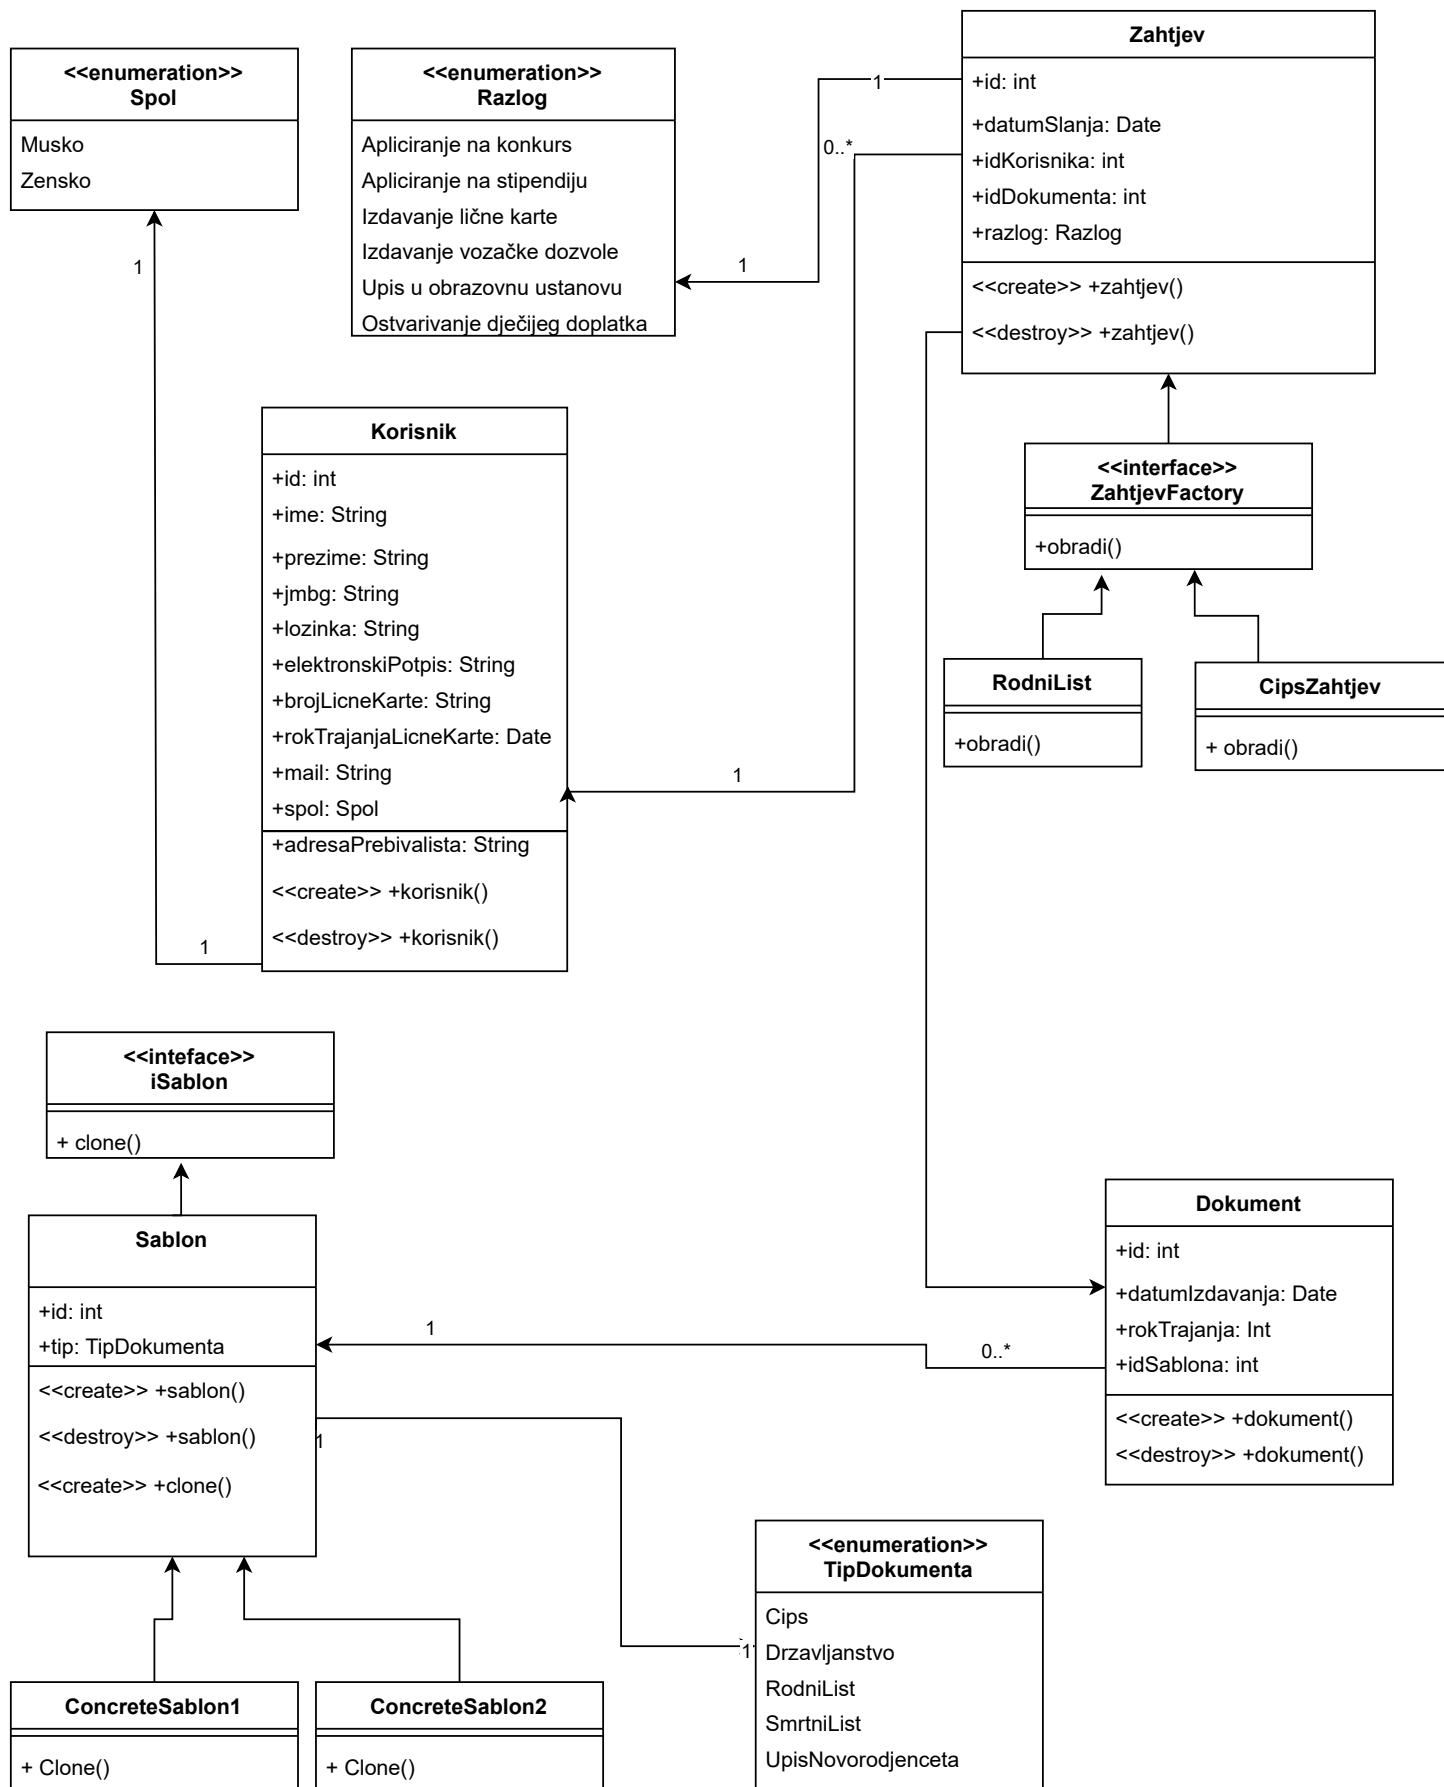 <<enumeration>>
Spol
Musko
Zensko
1
<<enumeration>>
Razlog
Apliciranje na konkurs
Apliciranje na stipendiju
Izdavanje lične karte
Izdavanje vozačke dozvole
Upis u obrazovnu ustanovu
Ostvarivanje dječijeg doplatka
1
1
0..*
Zahtjev
+id: int
+datumSlanja: Date
+idKorisnika: int
+idDokumenta: int
+razlog: Razlog
<<create>> +zahtjev()
<<destroy>> +zahtjev()
<<interface>>
ZahtjevFactory
+obradi()
RodniList
+obradi()
CipsZahtjev
+ obradi()
Korisnik
+id: int
+ime: String
+prezime: String
+jmbg: String
+lozinka: String
+elektronskiPotpis: String
+brojLicneKarte: String
+rokTrajanjaLicneKarte: Date
+mail: String
+spol: Spol
+adresaPrebivalista: String
<<create>> +korisnik()
<<destroy>> +korisnik()
1
1
<<inteface>>
iSablon
+ clone()
Sablon
+id: int
+tip: TipDokumenta
<<create>> +sablon()
<<destroy>> +sablon()
<<create>> +clone()
1
0..*
1
1
Dokument
+id: int
+datumIzdavanja: Date
+rokTrajanja: Int
+idSablona: int
<<create>> +dokument()
<<destroy>> +dokument()
<<enumeration>>
TipDokumenta
Cips
Drzavljanstvo
RodniList
SmrtniList
UpisNovorodjenceta
ConcreteSablon1
+ Clone()
ConcreteSablon2
+ Clone()